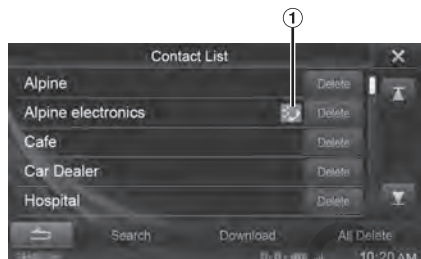 1
Contact List
Alpine Delete
Alpine electronics Delete
Cafe Delete
Car Dealer Delete
Hospital Delete
Search Download All Delete
10:20 AM